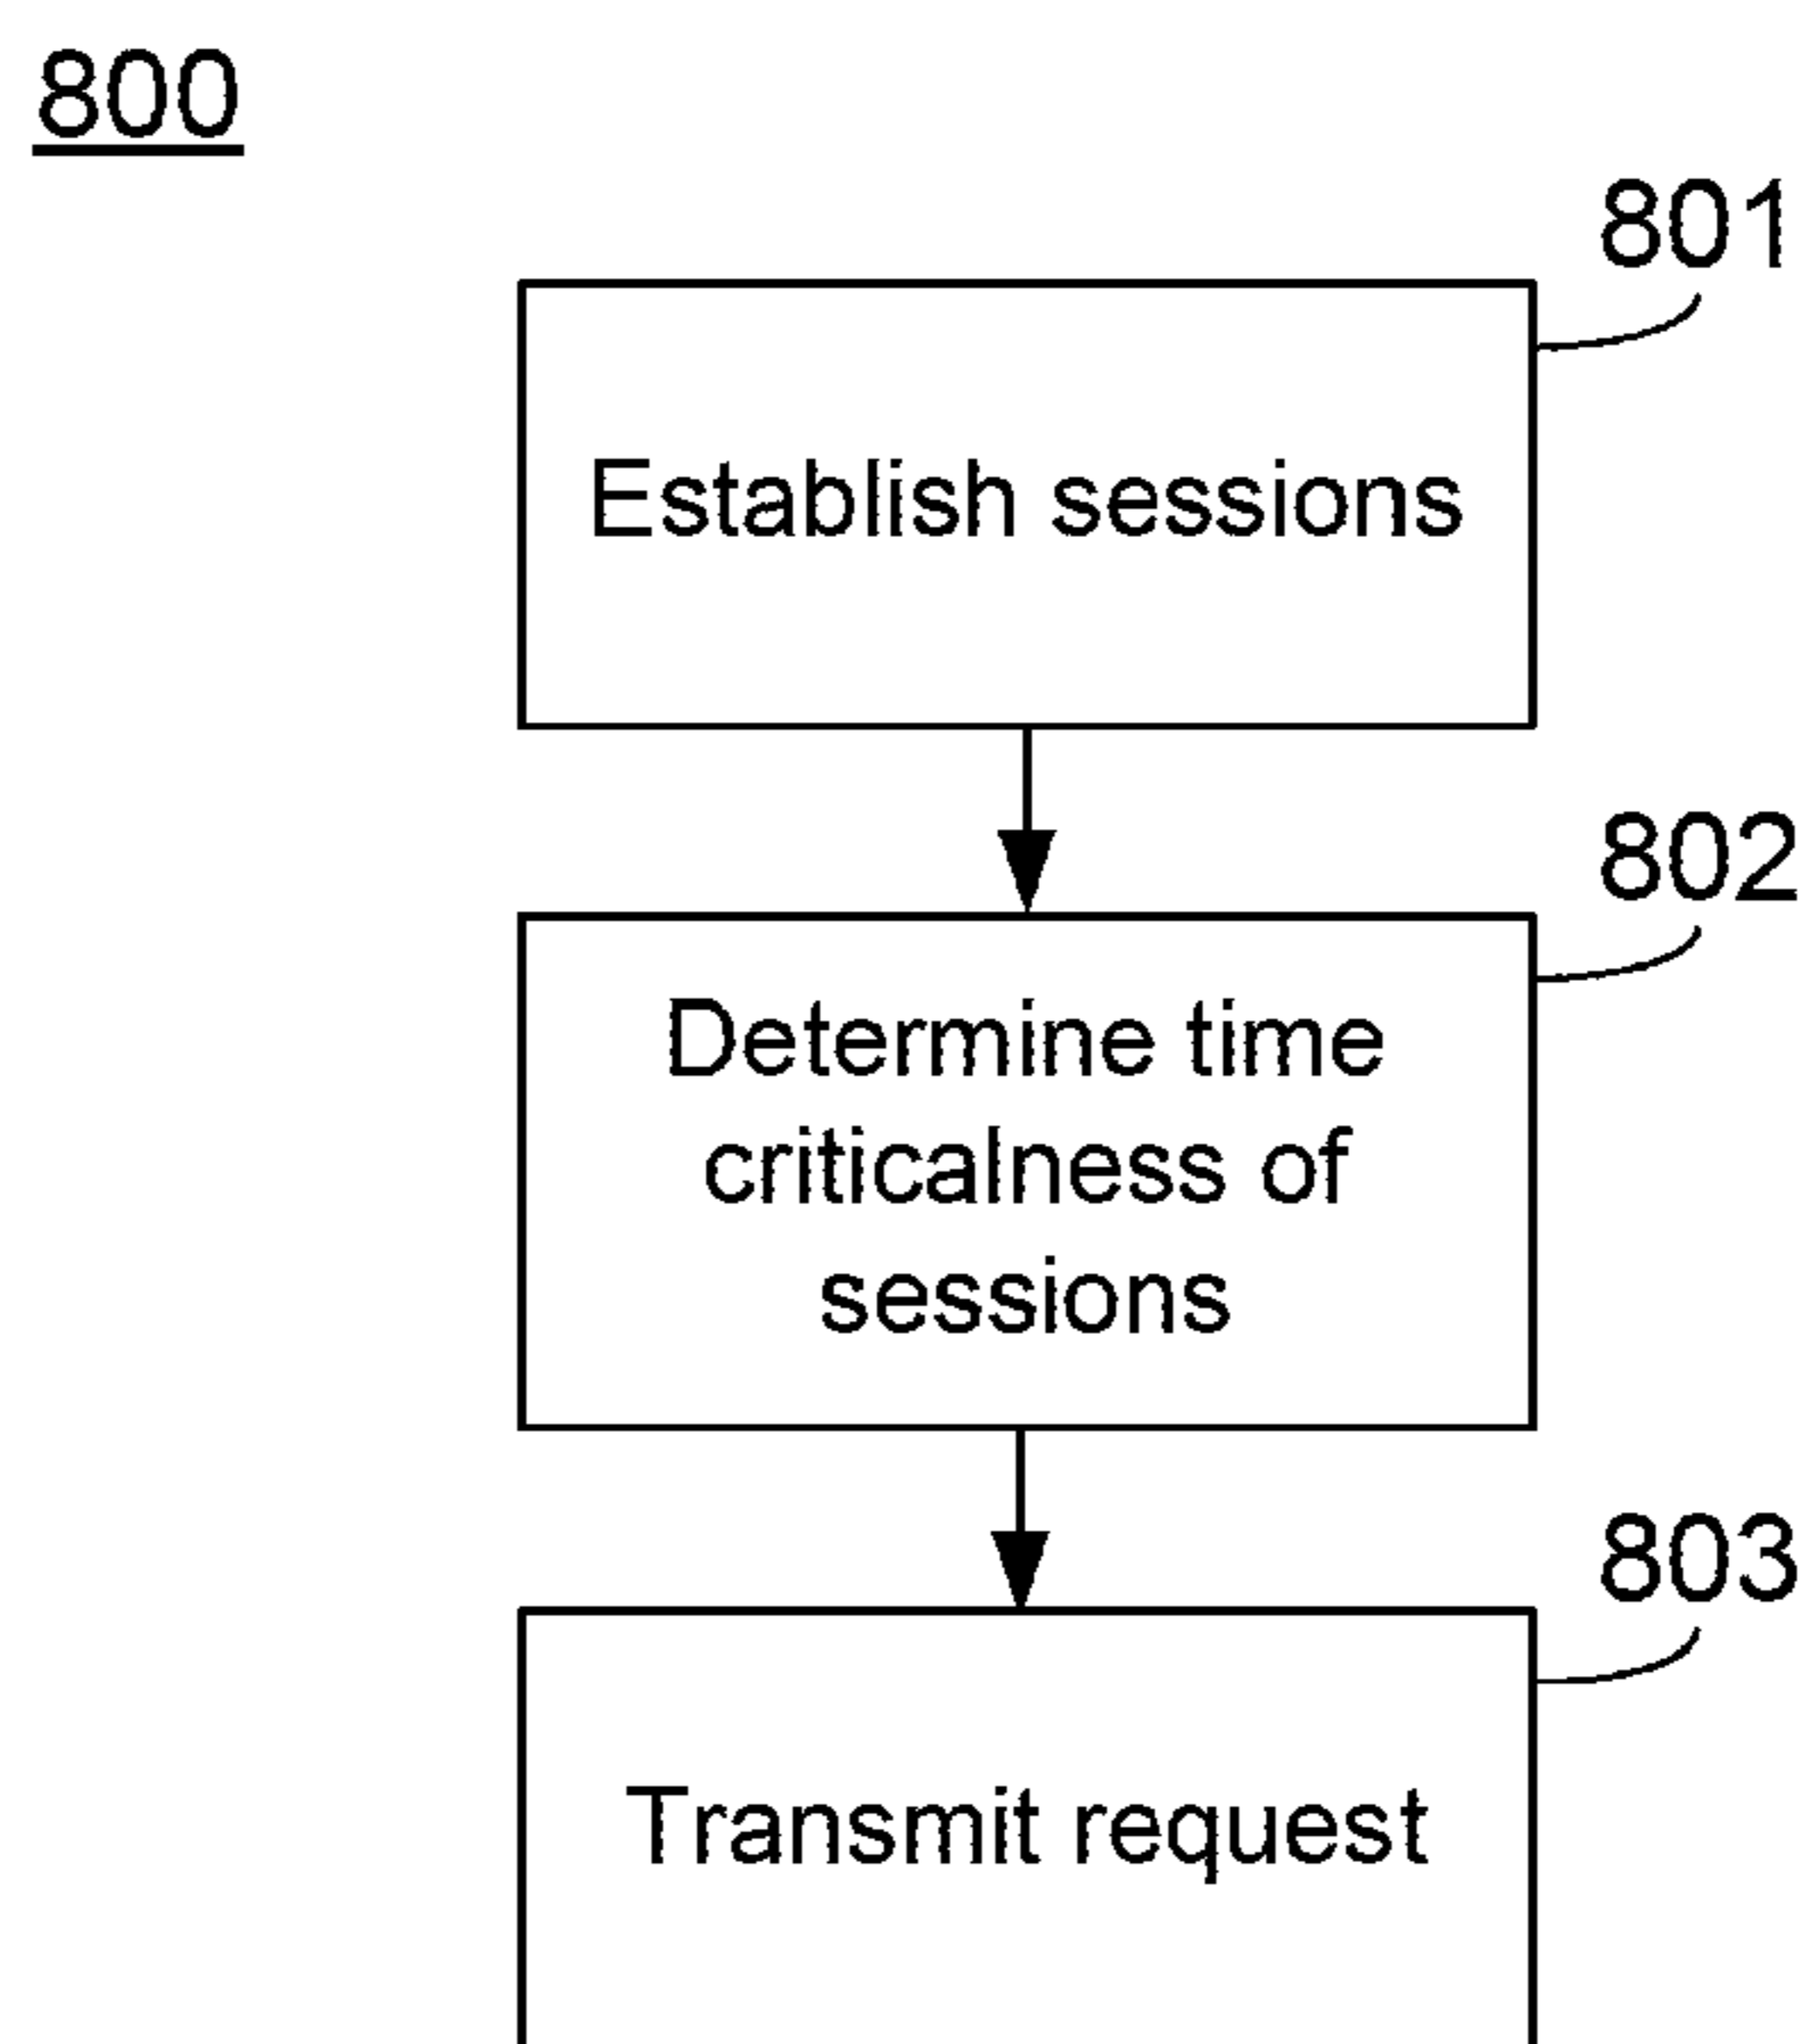 800
801
Establish sessions
802
Determine time
criticalness of
sessions
803
Transmit request